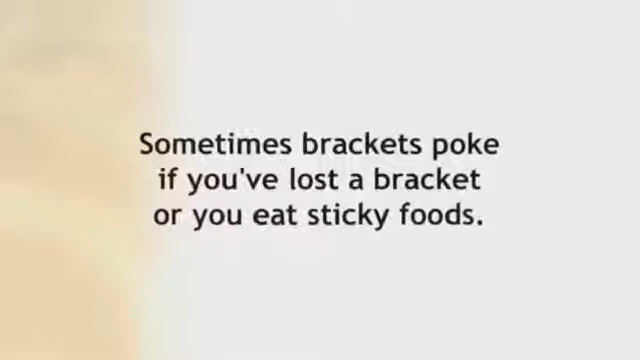 Sometimes brackets poke
if you've lost a bracket
or you eat sticky foods.